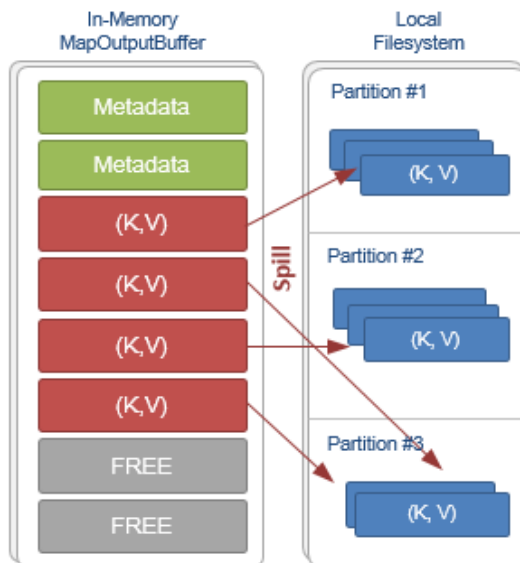 In-Memory
MapOutputBuffer
Metadata
Metadata
(K,V)
(K,V)
(K,V)
(K,V)
FREE
FREE
Spill
Local
Filesystem
Partition #1
(K, V)
Partition #2
(K, V)
Partition #3
(K, V)